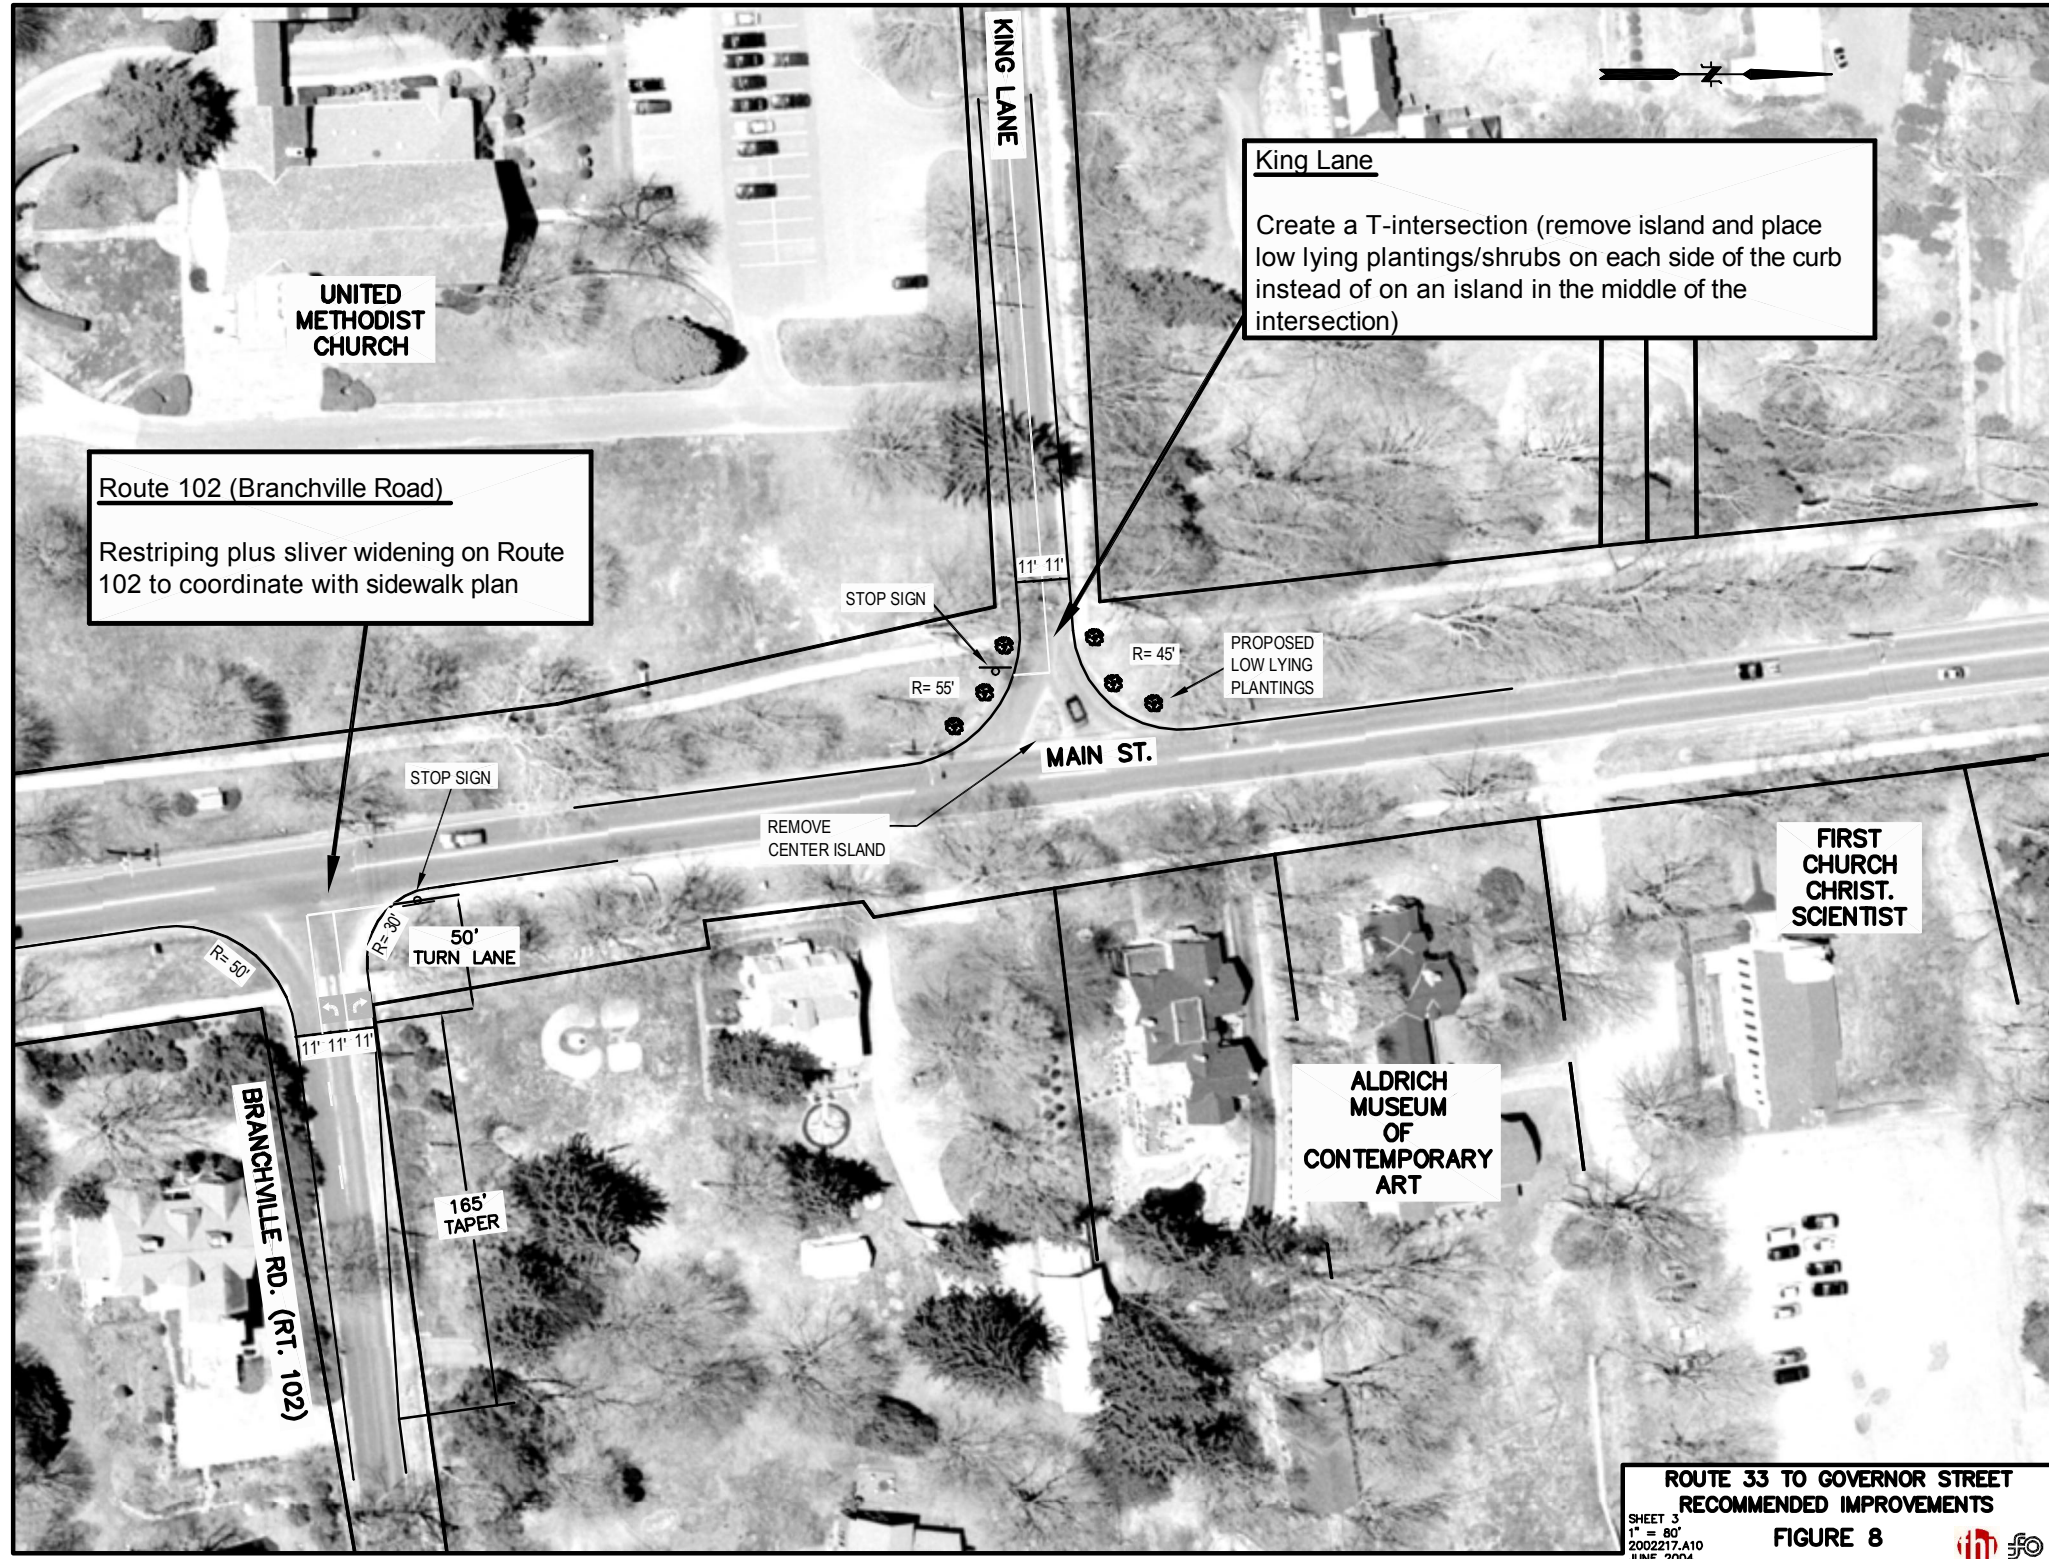 KING LANE
N
King Lane
Create a T-intersection (remove island and place
low lying plantings/shrubs on each side of the curb
instead of on an island in the middle of the
intersection)
UNITED
METHODIST
CHURCH
Route 102 (Branchville Road)
Restriping plus sliver widening on Route
102 to coordinate with sidewalk plan
11' 11'
STOP SIGN
R= 55'
R= 45'
PROPOSED
LOW LYING
PLANTINGS
MAIN ST.
STOP SIGN
REMOVE
CENTER ISLAND
FIRST
CHURCH
CHRIST.
SCIENTIST
R= 50'
R= 30'
50'
TURN LANE
11' 11' 11'
BRANCHVILLE RD. (RT. 102)
165'
TAPER
ALDRICH
MUSEUM
OF
CONTEMPORARY
ART
ROUTE 33 TO GOVERNOR STREET
RECOMMENDED IMPROVEMENTS
SHEET 3
1" = 80'
2002217.A10
JUNE 2004
FIGURE 8
fhi